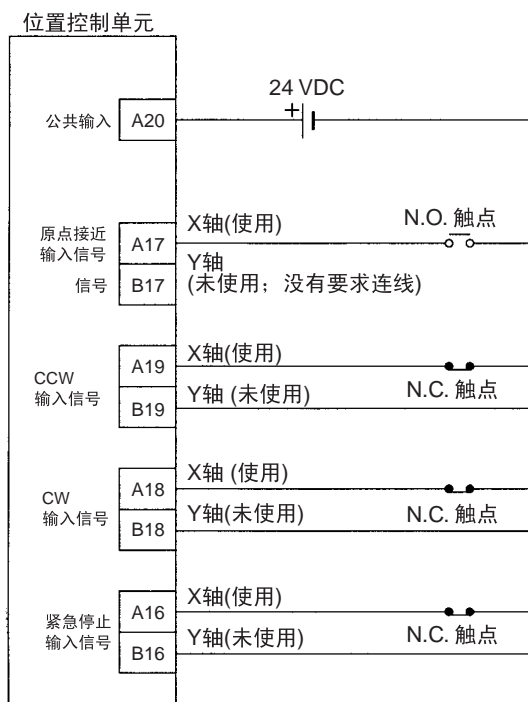 位置控制单元
24 VDC
+
公共输入 A20
X轴(使用) N.O. 触点
原点接近
输入信号 A17
Y轴
信号 B17 (未使用；没有要求连线)
X轴(使用)
A19
CCW
输入信号
Y轴 (未使用) N.C. 触点
B19
X轴 (使用)
A18
CW
输入信号
Y轴(未使用) N.C. 触点
B18
X轴(使用)
A16
紧急停止
输入信号
Y轴(未使用) N.C. 触点
B16